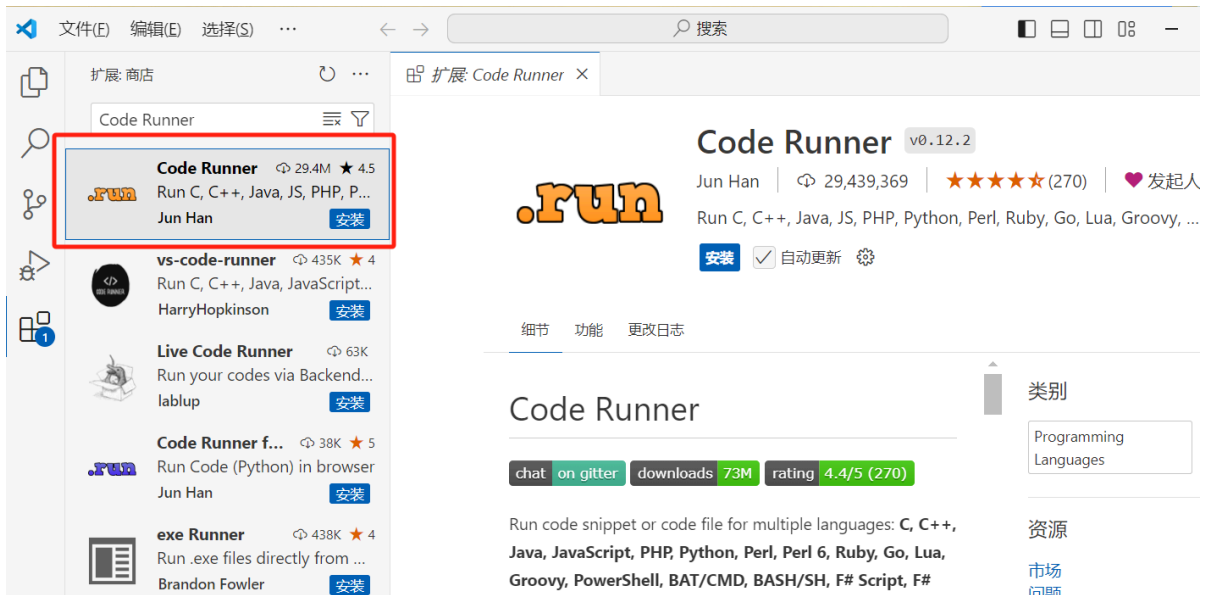 文件(F) 编辑(E) 选择(S) ··· 搜索
扩展: 商店
Code Runner
Code Runner 29.4M ★ 4.5
.run
Run C, C++, Java, JS, PHP, P...
Jun Han 安装
vs-code-runner 435K ★ 4
</>
CODE RUNNER
Run C, C++, Java, JavaScript...
HarryHopkinson 安装
Live Code Runner 63K
Run your codes via Backend...
lablup 安装
Code Runner f... 38K ★ 5
.run
Run Code (Python) in browser
Jun Han 安装
exe Runner 438K ★ 4
Run .exe files directly from ...
Brandon Fowler 安装
1
扩展: Code Runner ×
.run
Code Runner v0.12.2
Jun Han 29,439,369 ★★★★★(270) 发起人
Run C, C++, Java, JS, PHP, Python, Perl, Ruby, Go, Lua, Groovy, ...
安装 自动更新
细节 功能 更改日志
Code Runner
chat on gitter downloads 73M rating 4.4/5 (270)
Run code snippet or code file for multiple languages: C, C++,
Java, JavaScript, PHP, Python, Perl, Perl 6, Ruby, Go, Lua,
Groovy, PowerShell, BAT/CMD, BASH/SH, F# Script, F#
类别
Programming
Languages
资源
市场
问题